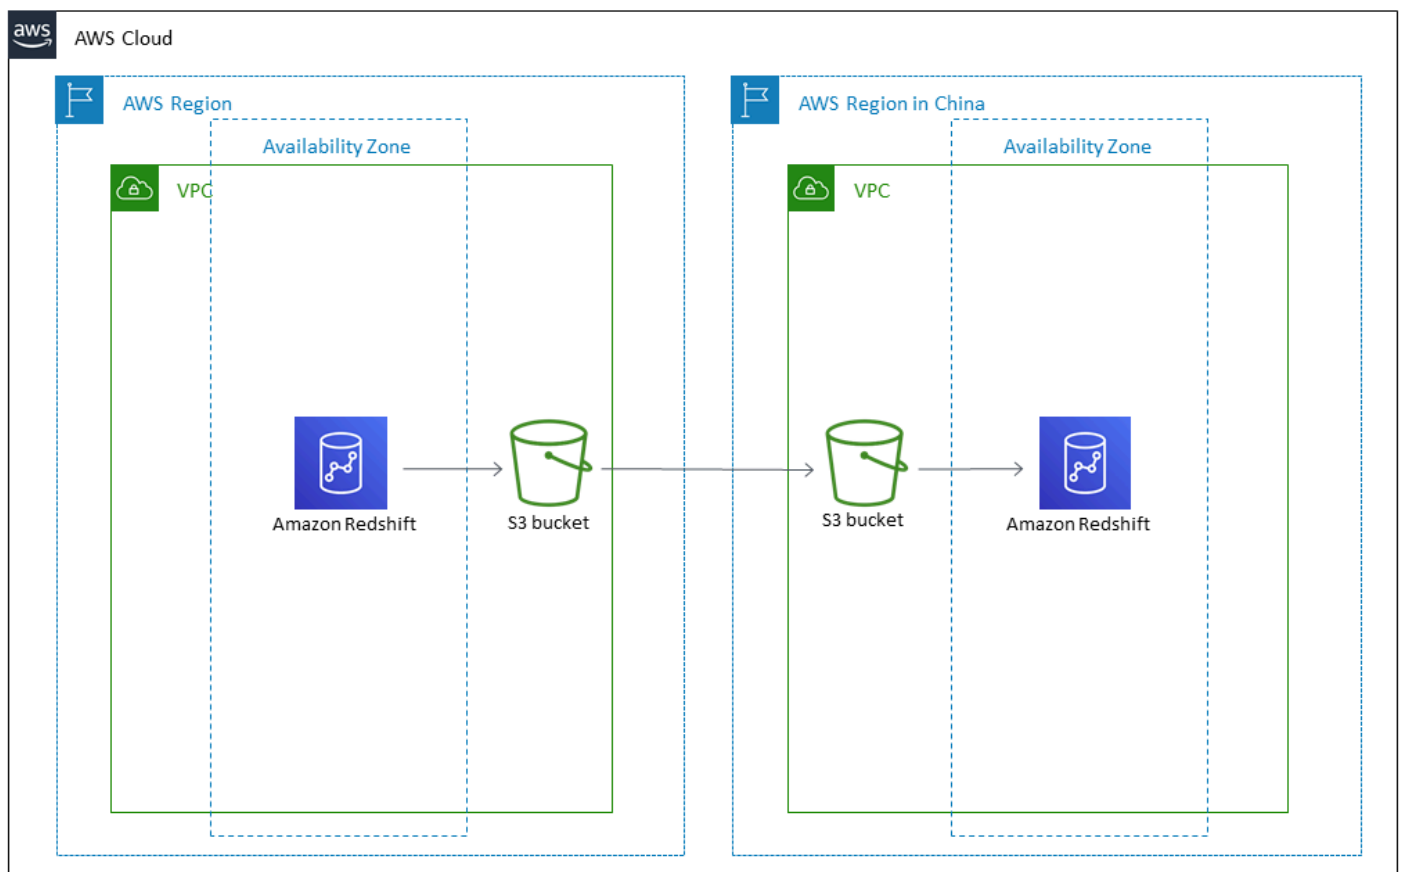 aws
AWS Cloud
AWS Region
Availability Zone
VPC
Amazon Redshift
S3 bucket
AWS Region in China
Availability Zone
VPC
S3 bucket
Amazon Redshift